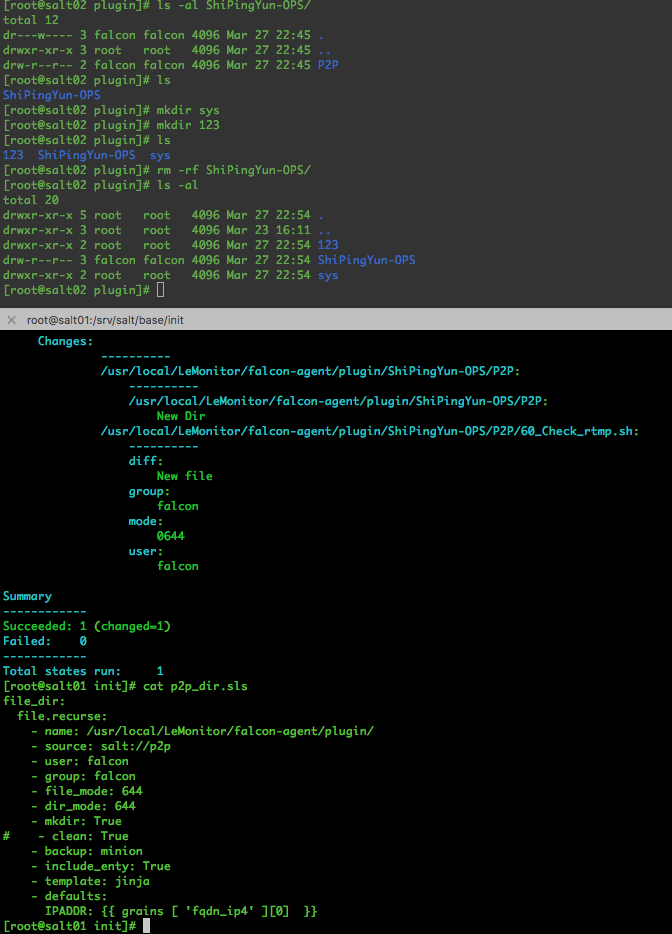 [root@salt02 plugin]# ls -al ShiPingYun-OPS/
total 12
dr---w---- 3 falcon falcon 4096 Mar 27 22:45 .
drwxr-xr-x 3 root   root   4096 Mar 27 22:45 ..
drw-r--r-- 2 falcon falcon 4096 Mar 27 22:45 P2P
[root@salt02 plugin]# ls
ShiPingYun-OPS
[root@salt02 plugin]# mkdir sys
[root@salt02 plugin]# mkdir 123
[root@salt02 plugin]# ls
123  ShiPingYun-OPS  sys
[root@salt02 plugin]# rm -rf ShiPingYun-OPS/
[root@salt02 plugin]# ls -al
total 20
drwxr-xr-x 5 root   root   4096 Mar 27 22:54 .
drwxr-xr-x 3 root   root   4096 Mar 23 16:11 ..
drwxr-xr-x 2 root   root   4096 Mar 27 22:54 123
drw-r--r-- 3 falcon falcon 4096 Mar 27 22:54 ShiPingYun-OPS
drwxr-xr-x 2 root   root   4096 Mar 27 22:54 sys
[root@salt02 plugin]#
× root@salt01:/srv/salt/base/init
Changes:
----------
/usr/local/LeMonitor/falcon-agent/plugin/ShiPingYun-OPS/P2P:
----------
/usr/local/LeMonitor/falcon-agent/plugin/ShiPingYun-OPS/P2P:
New Dir
/usr/local/LeMonitor/falcon-agent/plugin/ShiPingYun-OPS/P2P/60_Check_rtmp.sh:
----------
diff:
New file
group:
falcon
mode:
0644
user:
falcon
Summary
------------
Succeeded: 1 (changed=1)
Failed:    0
------------
Total states run:     1
[root@salt01 init]# cat p2p_dir.sls
file_dir:
  file.recurse:
    - name: /usr/local/LeMonitor/falcon-agent/plugin/
    - source: salt://p2p
    - user: falcon
    - group: falcon
    - file_mode: 644
    - dir_mode: 644
    - mkdir: True
#    - clean: True
    - backup: minion
    - include_enty: True
    - template: jinja
    - defaults:
      IPADDR: {{ grains [ 'fqdn_ip4' ][0]  }}
[root@salt01 init]#